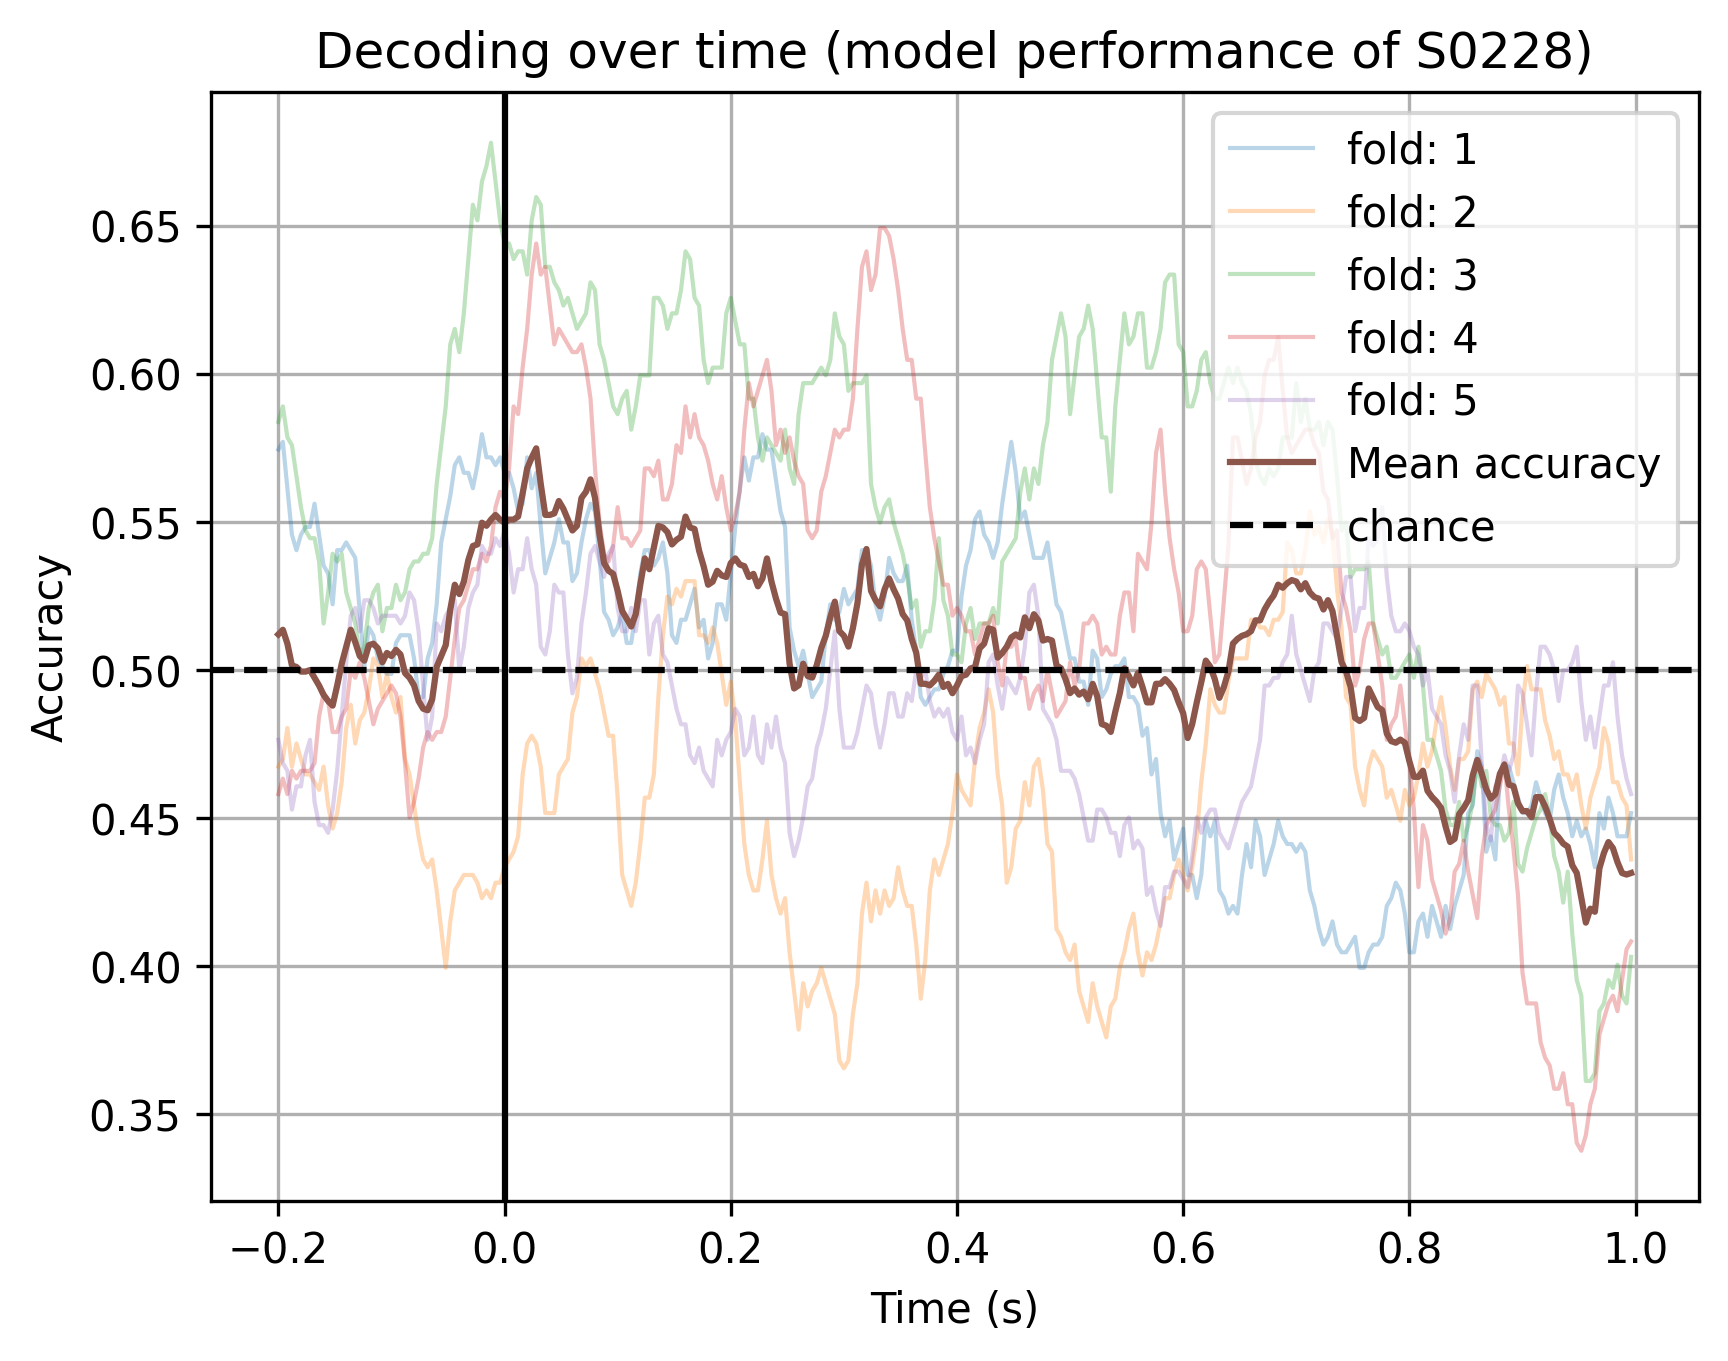 Decoding over time (model performance of S0228)
fold: 1
fold: 2
fold: 3
fold: 4
fold: 5
Mean accuracy
chance
Accuracy
0.65
0.60
0.55
0.50
0.45
0.40
0.35
−0.2 0.0 0.2 0.4 0.6 0.8 1.0
Time (s)